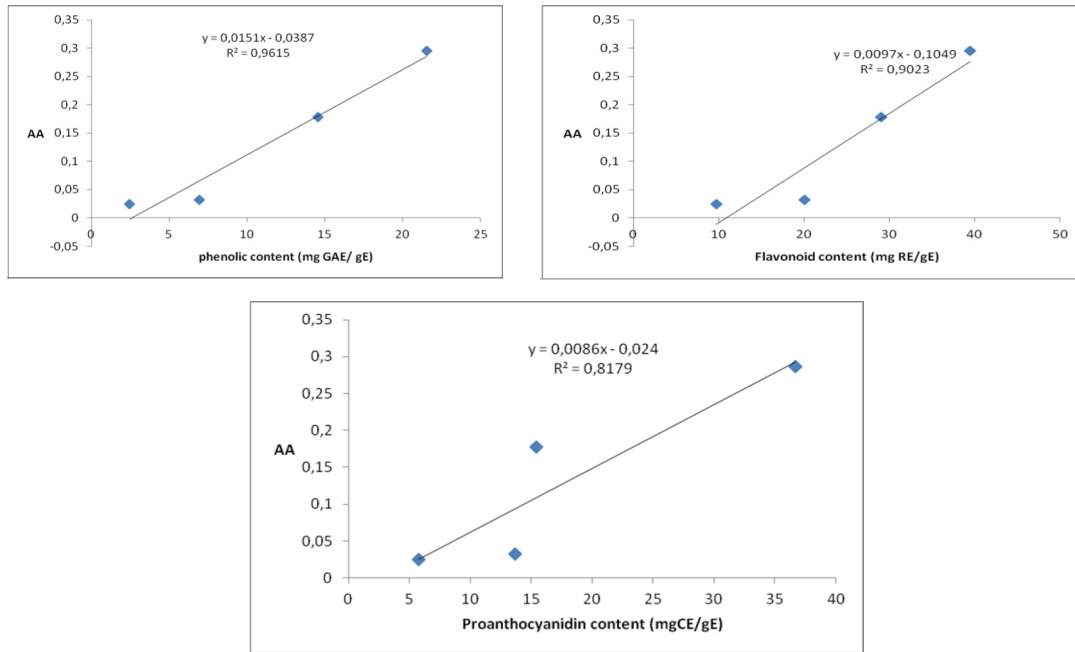 0,35
y = 0,0151x - 0,0387
0,3
R² = 0,9615
0,25
0,2
AA
0,15
0,1
0,05
0
0 5 10 15 20 25
-0,05
phenolic content (mg GAE/ gE)
0,35
0,3
y = 0,0097x - 0,1049
R² = 0,9023
0,25
0,2
AA
0,15
0,1
0,05
0
0 10 20 30 40 50
-0,05
Flavonoid content (mg RE/gE)
0,35
y = 0,0086x - 0,024
0,3
R² = 0,8179
0,25
0,2
AA
0,15
0,1
0,05
0
0 5 10 15 20 25 30 35 40
Proanthocyanidin content (mgCE/gE)